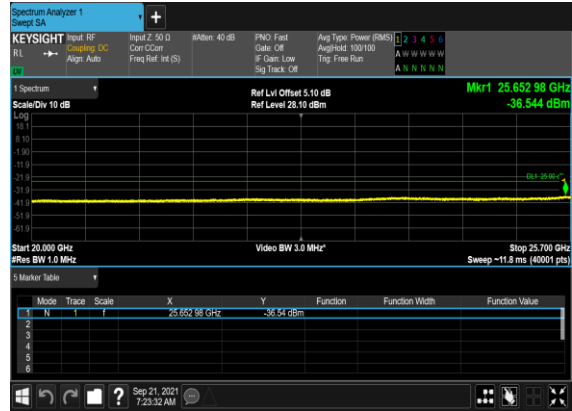 Spectrum Analyzer 1
Swept SA
+
KEYSIGHT Input: RF Input Z: 50 Ω #Atten: 40 dB PNO: Fast Avg Type: Power (RMS) 1 2 3 4 5 6
RL Coupling: DC Corr CCorr Gate: Off Avg|Hold: 100/100 A W W W W W
Align: Auto Freq Ref: Int (S) IF Gain: Low Trig: Free Run
Sig Track: Off A N N N N N
1 Spectrum Ref Lvl Offset 5.10 dB Mkr1 25.652 98 GHz
Scale/Div 10 dB Ref Level 28.10 dBm -36.544 dBm
Log
18.1
8.10
-1.90
-11.9
-21.9
-31.9
-41.9
-51.9
-61.9
Start 20.000 GHz Video BW 3.0 MHz* Stop 25.700 GHz
#Res BW 1.0 MHz Sweep ~11.8 ms (40001 pts)
5 Marker Table
Mode Trace Scale X Y Function Function Width Function Value
1 N 1 f 25.652 98 GHz -36.54 dBm
2
3
4
5
6
? Sep 21, 2021
7:23:32 AM